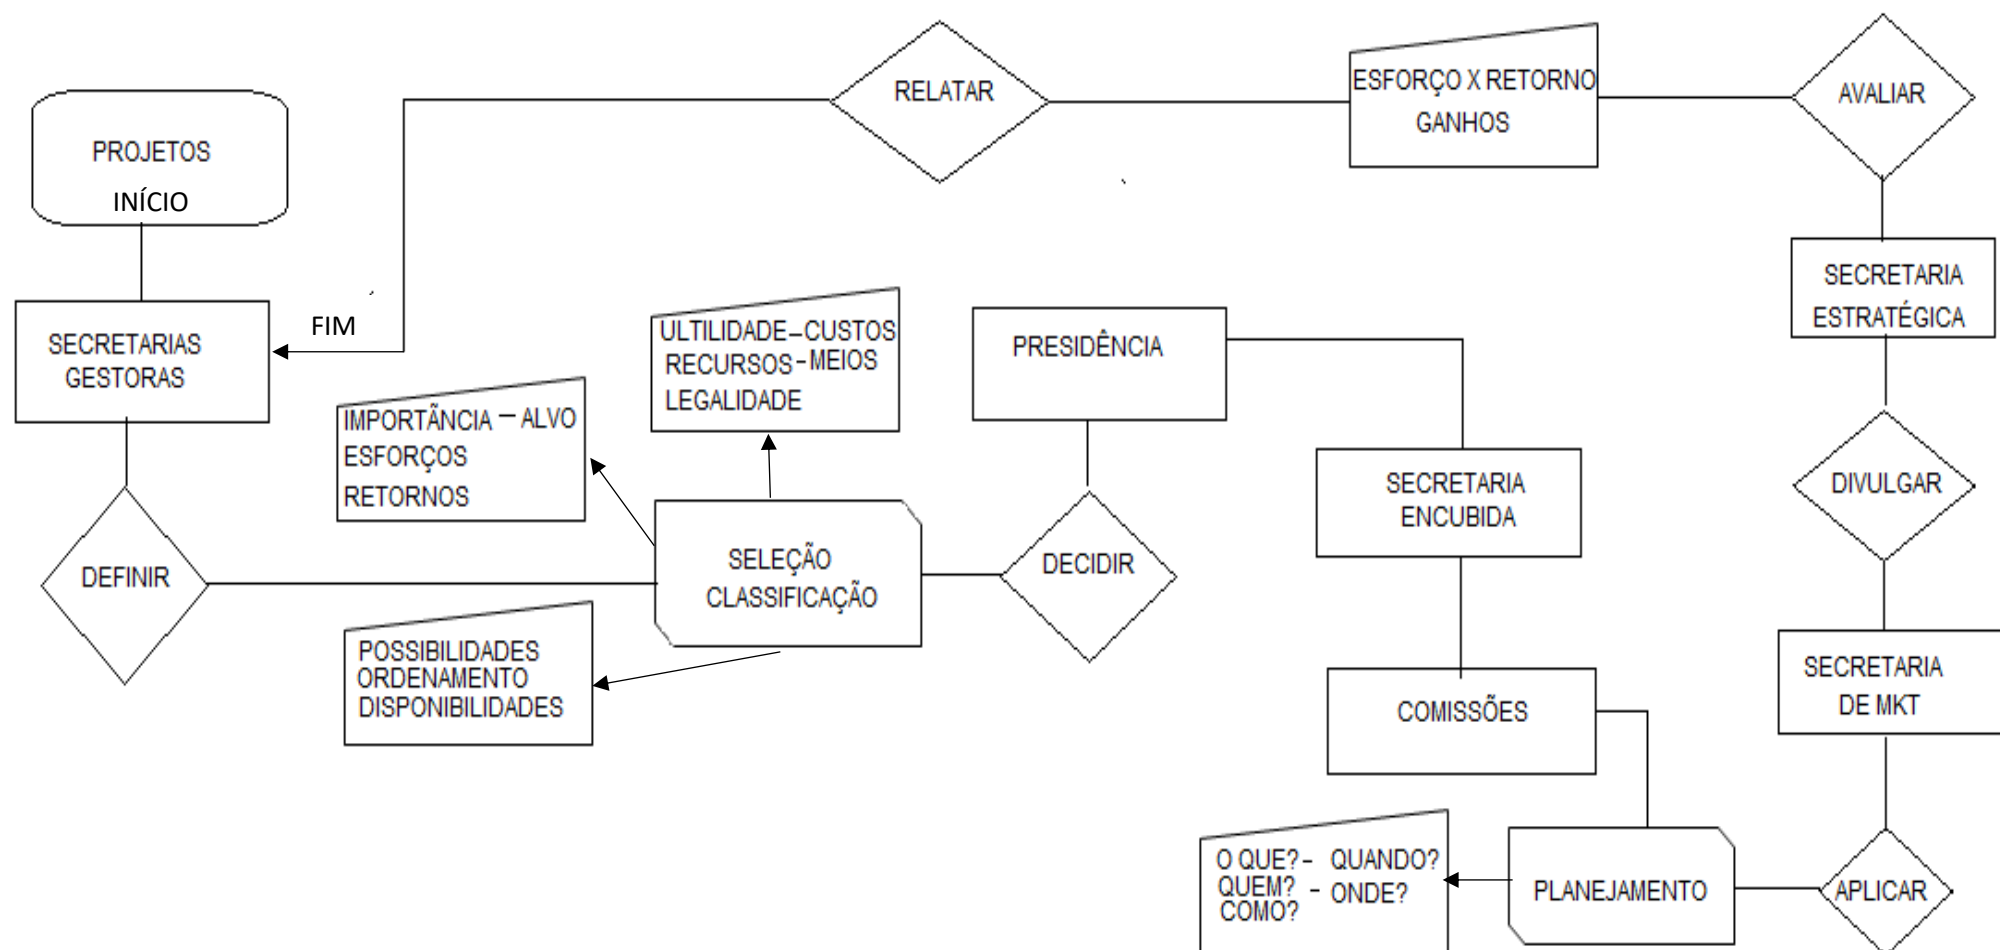 PROJETOS
INÍCIO
SECRETARIAS
GESTORAS
FIM
DEFINIR
IMPORTÃNCIA – ALVO
ESFORÇOS
RETORNOS
ULTILIDADE – CUSTOS
RECURSOS - MEIOS
LEGALIDADE
POSSIBILIDADES
ORDENAMENTO
DISPONIBILIDADES
SELEÇÃO
CLASSIFICAÇÃO
DECIDIR
PRESIDÊNCIA
SECRETARIA
ENCUBIDA
COMISSÕES
PLANEJAMENTO
O QUE? – QUANDO?
QUEM? - ONDE?
COMO?
APLICAR
SECRETARIA
DE MKT
DIVULGAR
SECRETARIA
ESTRATÉGICA
AVALIAR
ESFORÇO X RETORNO
GANHOS
RELATAR